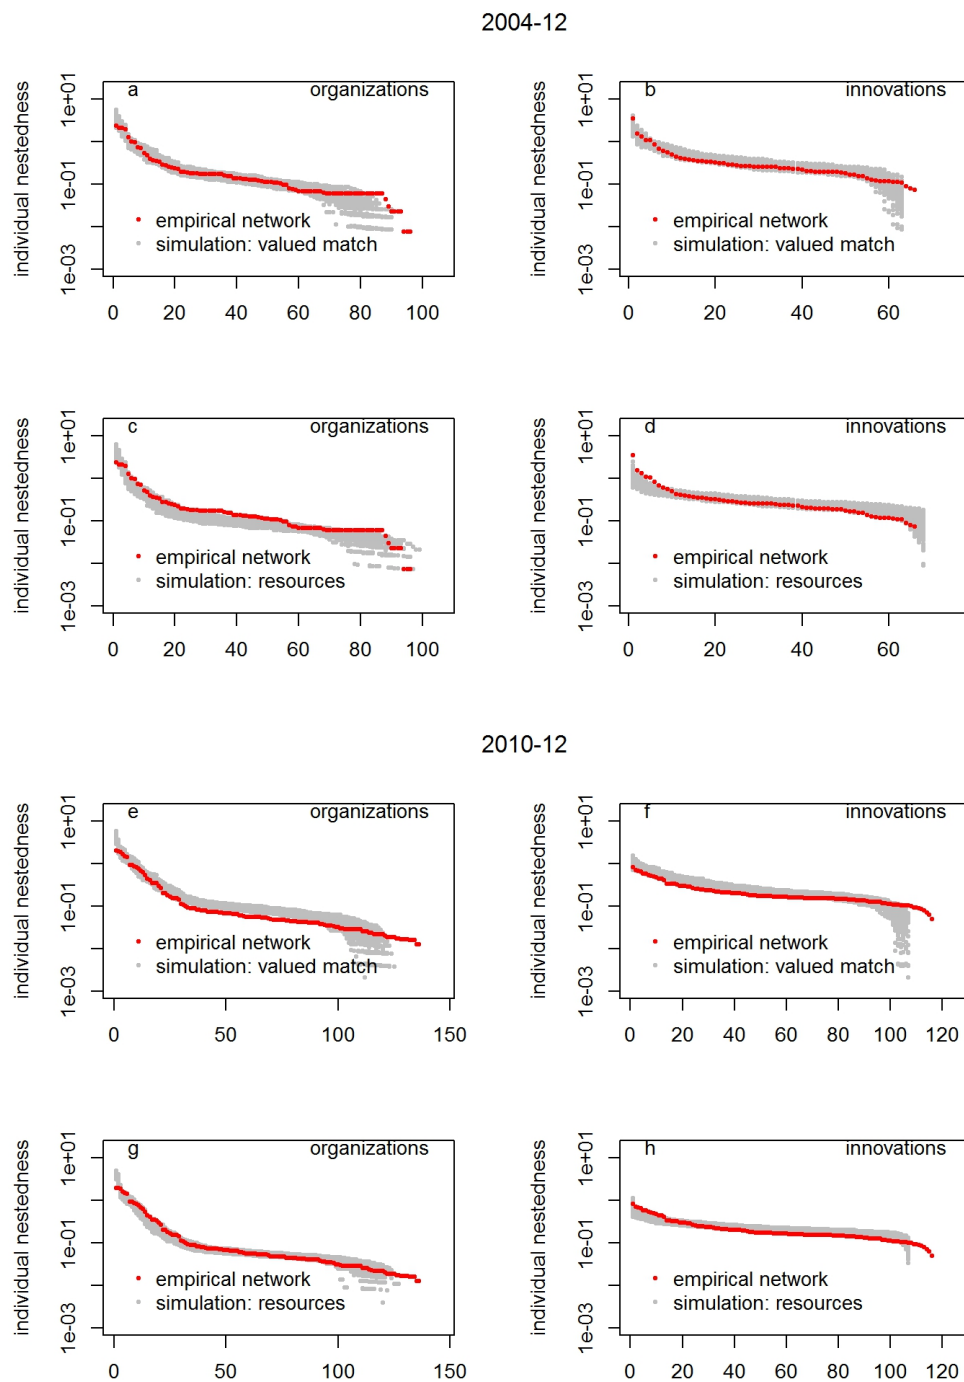 2004-12
a organizations
individual nestedness
1e-03 1e-01 1e+01
empirical network
simulation: valued match
0 20 40 60 80 100
b innovations
individual nestedness
1e-03 1e-01 1e+01
empirical network
simulation: valued match
0 20 40 60
c organizations
individual nestedness
1e-03 1e-01 1e+01
empirical network
simulation: resources
0 20 40 60 80 100
d innovations
individual nestedness
1e-03 1e-01 1e+01
empirical network
simulation: resources
0 20 40 60
2010-12
e organizations
individual nestedness
1e-03 1e-01 1e+01
empirical network
simulation: valued match
0 50 100 150
f innovations
individual nestedness
1e-03 1e-01 1e+01
empirical network
simulation: valued match
0 20 40 60 80 100 120
g organizations
individual nestedness
1e-03 1e-01 1e+01
empirical network
simulation: resources
0 50 100 150
h innovations
individual nestedness
1e-03 1e-01 1e+01
empirical network
simulation: resources
0 20 40 60 80 100 120